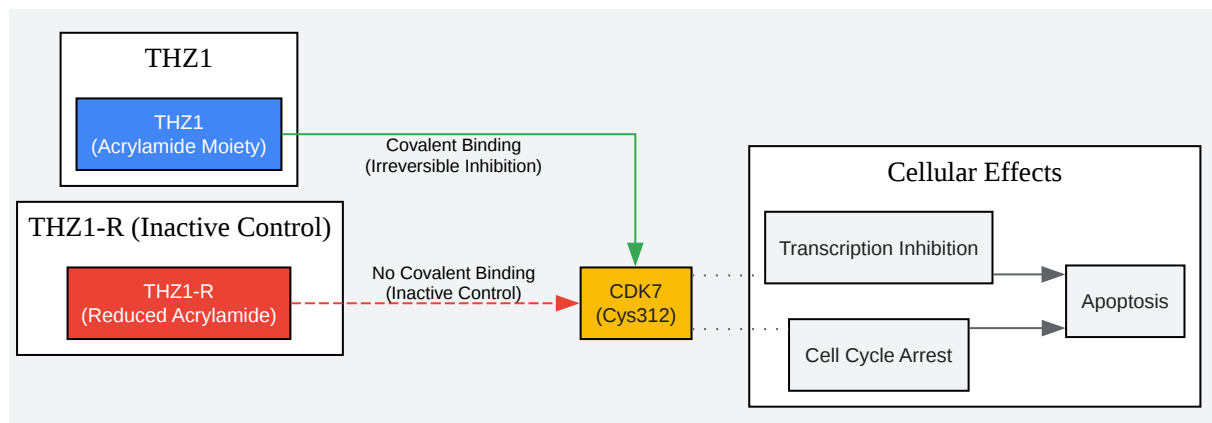 THZ1
THZ1
(Acrylamide Moiety)
Covalent Binding
(Irreversible Inhibition)
THZ1-R (Inactive Control)
THZ1-R
(Reduced Acrylamide)
No Covalent Binding
(Inactive Control)
CDK7
(Cys312)
Cellular Effects
Transcription Inhibition
Cell Cycle Arrest
Apoptosis